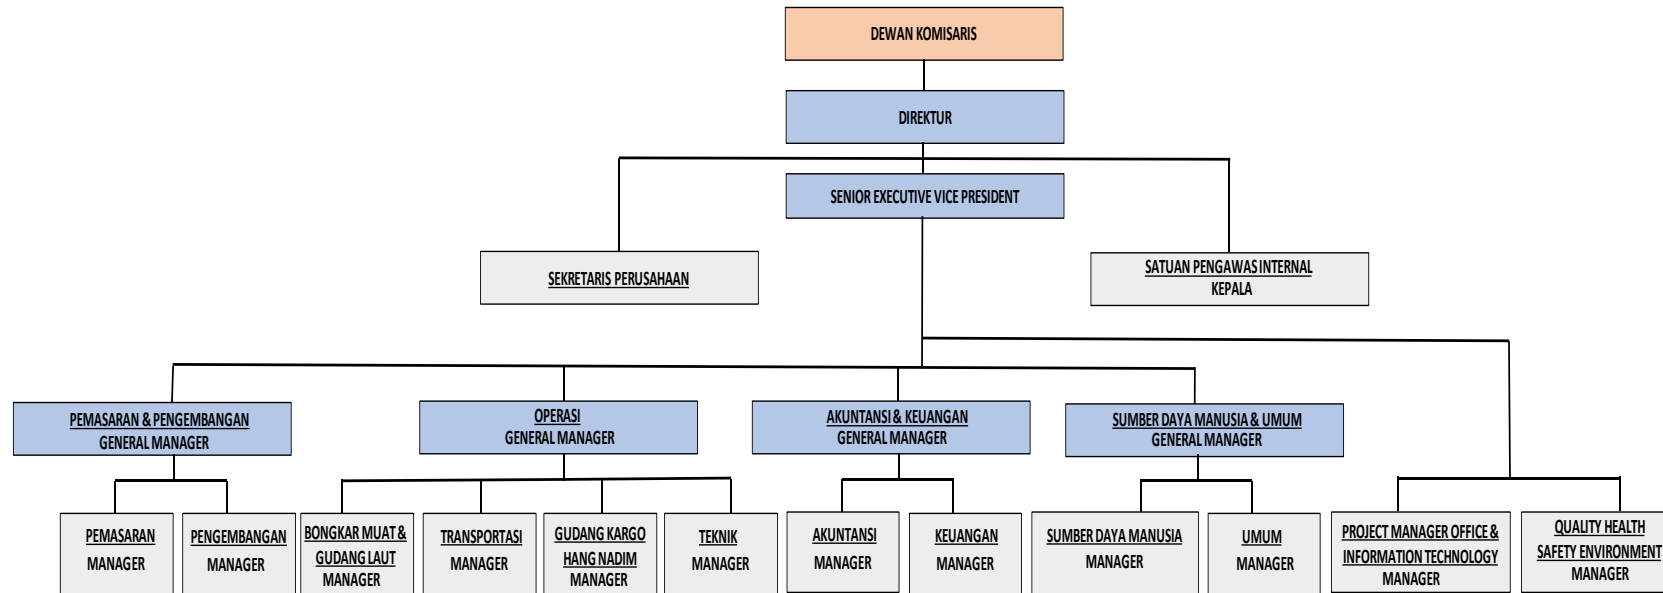 DEWAN KOMISARIS
DIREKTUR
SENIOR EXECUTIVE VICE PRESIDENT
SEKRETARIS PERUSAHAAN
SATUAN PENGAWAS INTERNAL
KEPALA
PEMASARAN & PENGEMBANGAN
GENERAL MANAGER
OPERASI
GENERAL MANAGER
AKUNTANSI & KEUANGAN
GENERAL MANAGER
SUMBER DAYA MANUSIA & UMUM
GENERAL MANAGER
PEMASARAN
MANAGER
PENGEMBANGAN
MANAGER
BONGKAR MUAT &
GUDANG LAUT
MANAGER
TRANSPORTASI
MANAGER
GUDANG KARGO
HANG NADIM
MANAGER
TEKNIK
MANAGER
AKUNTANSI
MANAGER
KEUANGAN
MANAGER
SUMBER DAYA MANUSIA
MANAGER
UMUM
MANAGER
PROJECT MANAGER OFFICE &
INFORMATION TECHNOLOGY
MANAGER
QUALITY HEALTH
SAFETY ENVIRONMENT
MANAGER